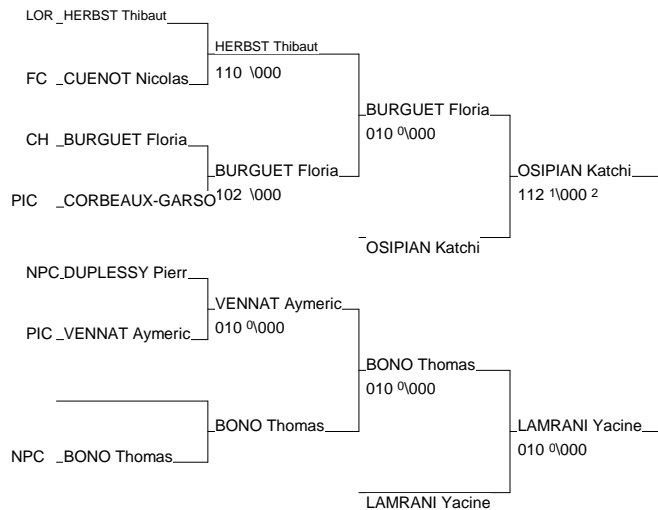 LOR HERBST Thibaut
HERBST Thibaut
110 \000
FC CUENOT Nicolas
BURGUET Floria
010 0\000
CH BURGUET Floria
BURGUET Floria
102 \000
OSIPIAN Katchi
112 1\000 2
PIC CORBEAUX-GARSO
OSIPIAN Katchi
NPC DUPLESSY Pierr
VENNAT Aymeric
010 0\000
PIC VENNAT Aymeric
BONO Thomas
010 0\000
BONO Thomas
LAMRANI Yacine
010 0\000
NPC BONO Thomas
LAMRANI Yacine